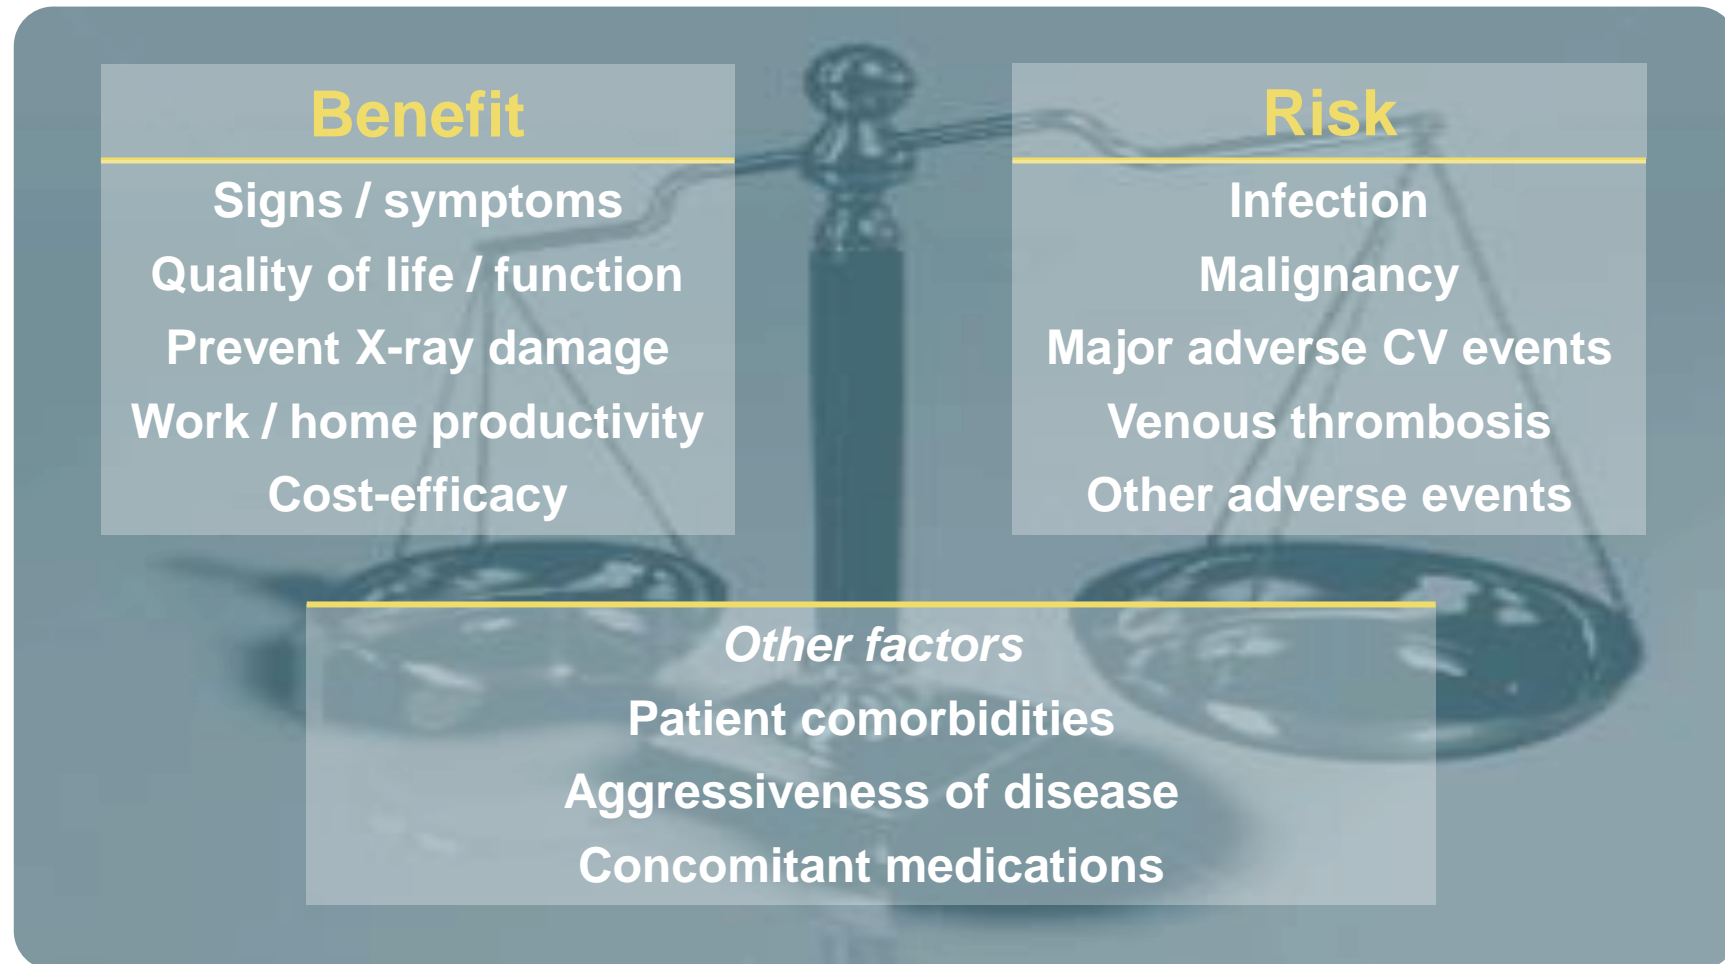 Benefit
Signs / symptoms
Quality of life / function
Prevent X-ray damage
Work / home productivity
Cost-efficacy
Risk
Infection
Malignancy
Major adverse CV events
Venous thrombosis
Other adverse events
Other factors
Patient comorbidities
Aggressiveness of disease
Concomitant medications